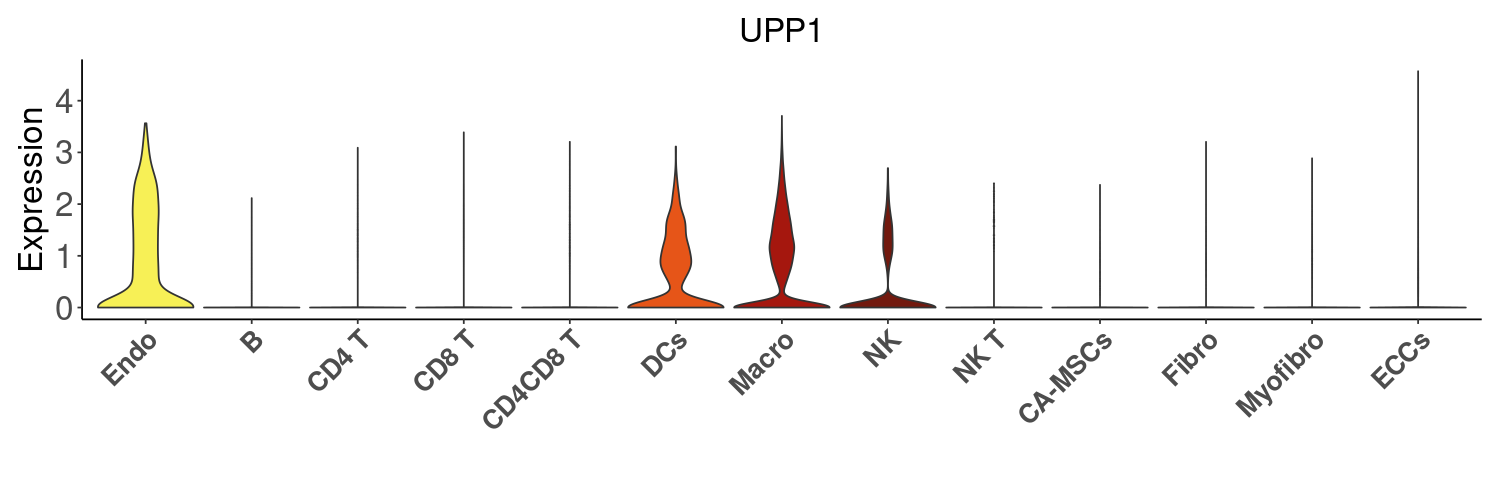 UPP1
Expression
4
3
2
1
0
Endo
B
CD4 T
CD8 T
CD4CD8 T
DCs
Macro
NK
NK T
CA-MSCs
Fibro
Myofibro
ECCs